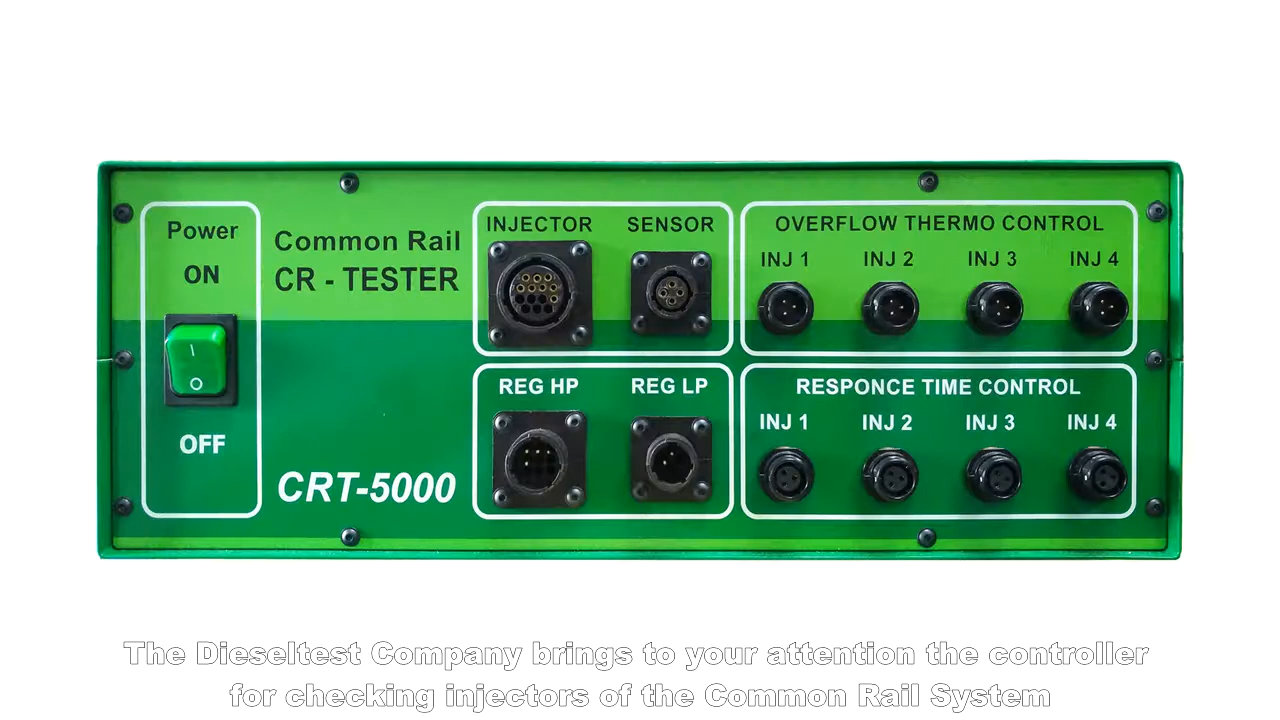 Power
ON
I
O
OFF
Common Rail
CR - TESTER
CRT-5000
INJECTOR
SENSOR
REG HP
REG LP
OVERFLOW THERMO CONTROL
INJ 1
INJ 2
INJ 3
INJ 4
RESPONCE TIME CONTROL
INJ 1
INJ 2
INJ 3
INJ 4
The Dieseltest Company brings to your attention the controller
for checking injectors of the Common Rail System